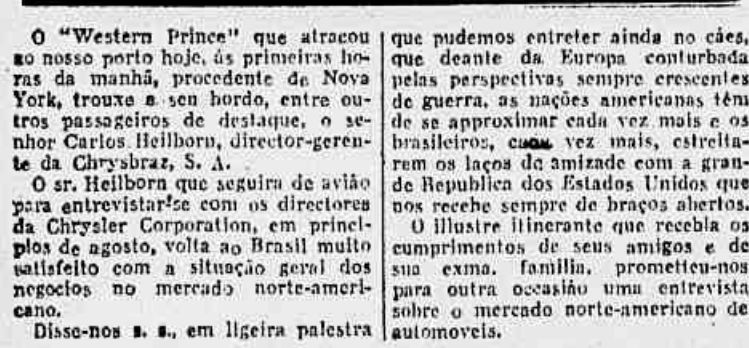 O "Western Prince" que atracou
ao nosso porto hoje, ás primeiras ho-
ras da manhã, procedente de Nova
York, trouxe a seu bordo, entre ou-
tros passageiros de destaque, o se-
nhor Carlos Heilborn, director-geren-
te da Chrysbraz, S. A.
O sr. Heilborn que seguira de avião
para entrevistar-se com os directores
da Chrysler Corporation, em princi-
pios de agosto, volta ao Brasil muito
satisfeito com a situação geral dos
negocios no mercado norte-ameri-
cano.
Disse-nos s. s., em ligeira palestra
que pudemos entreter ainda no cáes,
que deante da Europa conturbada
pelas perspectivas sempre crescentes
de guerra, as nações americanas têm
de se approximar cada vez mais e os
brasileiros, cada vez mais, estreita-
rem os laços de amizade com a gran-
de Republica dos Estados Unidos que
nos recebe sempre de braços abertos.
O illustre itinerante que recebia os
cumprimentos de seus amigos e de
sua exma. familia, prometteu-nos
para outra occasião uma entrevista
sobre o mercado norte-americano de
automoveis.